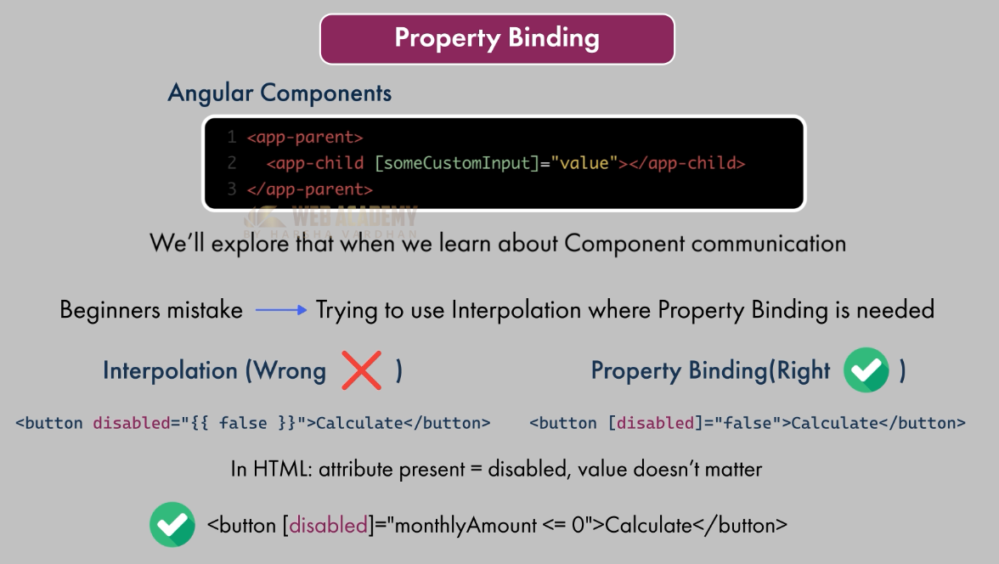 Property Binding
Angular Components
1 <app-parent>
2   <app-child [someCustomInput]="value"></app-child>
3 </app-parent>
WEB ACADEMY
BY HARSHA VARDHAN
We’ll explore that when we learn about Component communication
Beginners mistake Trying to use Interpolation where Property Binding is needed
Interpolation (Wrong ) Property Binding(Right )
<button disabled="{{ false }}">Calculate</button> <button [disabled]="false">Calculate</button>
In HTML: attribute present = disabled, value doesn’t matter
<button [disabled]="monthlyAmount <= 0">Calculate</button>